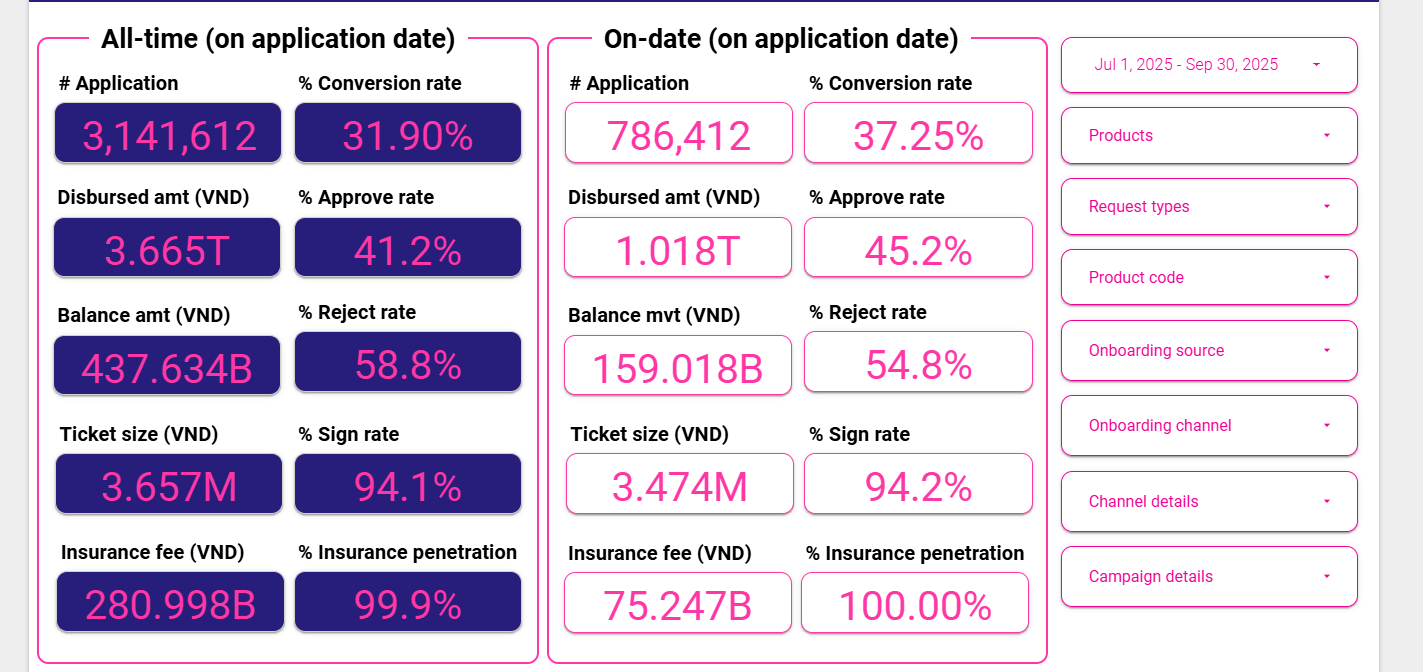 All-time (on application date)
# Application
% Conversion rate
3,141,612
31.90%
Disbursed amt (VND)
% Approve rate
3.665T
41.2%
Balance amt (VND)
% Reject rate
437.634B
58.8%
Ticket size (VND)
% Sign rate
3.657M
94.1%
Insurance fee (VND)
% Insurance penetration
280.998B
99.9%
On-date (on application date)
# Application
% Conversion rate
786,412
37.25%
Disbursed amt (VND)
% Approve rate
1.018T
45.2%
Balance mvt (VND)
% Reject rate
159.018B
54.8%
Ticket size (VND)
% Sign rate
3.474M
94.2%
Insurance fee (VND)
% Insurance penetration
75.247B
100.00%
Jul 1, 2025 - Sep 30, 2025
Products
Request types
Product code
Onboarding source
Onboarding channel
Channel details
Campaign details